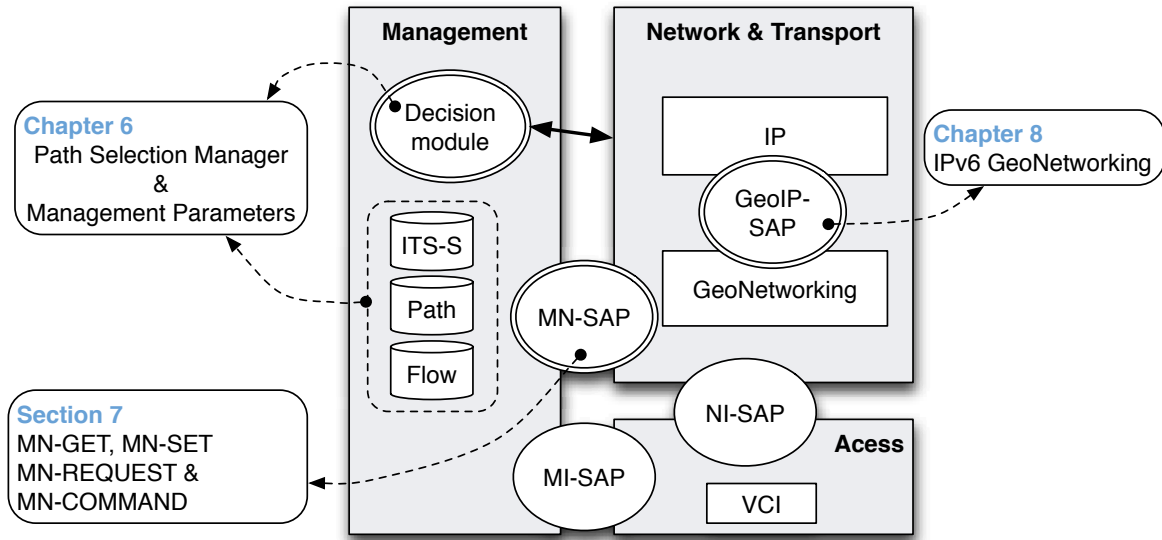 Management
Network & Transport
Decision
module
IP
Chapter 6
Path Selection Manager
&
Management Parameters
Chapter 8
IPv6 GeoNetworking
GeoIP-
SAP
ITS-S
Path
Flow
GeoNetworking
MN-SAP
Section 7
MN-GET, MN-SET
MN-REQUEST &
MN-COMMAND
NI-SAP
Acess
MI-SAP
VCI